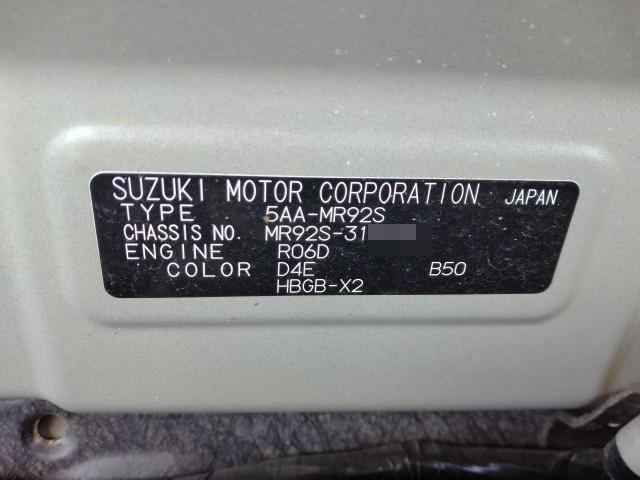 SUZUKI MOTOR CORPORATION JAPAN
TYPE 5AA-MR92S
CHASSIS NO. MR92S-31
ENGINE R06D
COLOR D4E B50
HBGB-X2